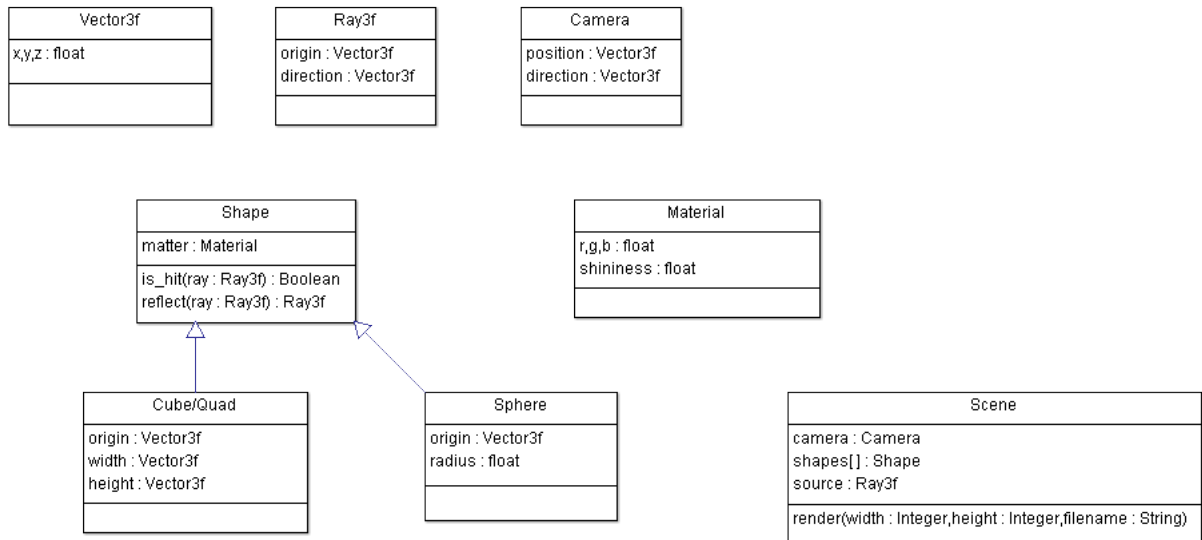 Vector3f
x,y,z : float
Ray3f
origin : Vector3f
direction : Vector3f
Camera
position : Vector3f
direction : Vector3f
Shape
matter : Material
is_hit(ray : Ray3f) : Boolean
reflect(ray : Ray3f) : Ray3f
Material
r,g,b : float
shininess : float
Cube/Quad
origin : Vector3f
width : Vector3f
height : Vector3f
Sphere
origin : Vector3f
radius : float
Scene
camera : Camera
shapes[ ] : Shape
source : Ray3f
render(width : Integer,height : Integer,filename : String)